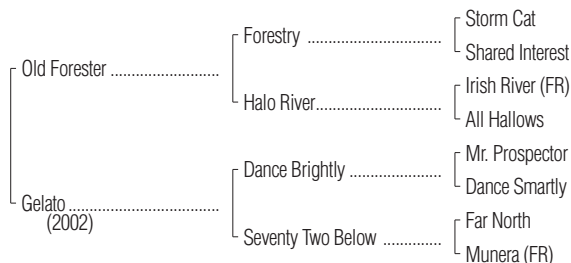 Storm Cat
Forestry ............................
Shared Interest
Old Forester .......................
Irish River (FR)
Halo River..........................
All Hallows
Mr. Prospector
Dance Brightly ...................
Dance Smartly
Gelato ................................
(2002)
Far North
Seventy Two Below ............
Munera (FR)